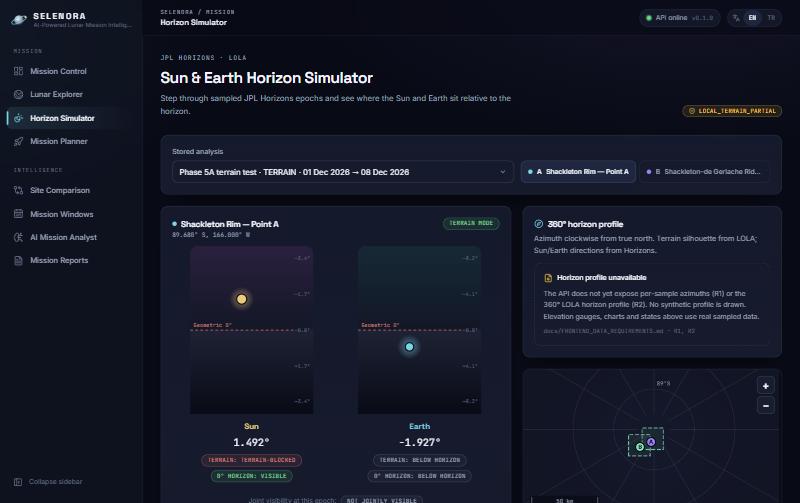 SELENORA
AI-Powered Lunar Mission Intellig...
MISSION
Mission Control
Lunar Explorer
Horizon Simulator
Mission Planner
INTELLIGENCE
Site Comparison
Mission Windows
AI Mission Analyst
Mission Reports
Collapse sidebar
SELENORA / MISSION
Horizon Simulator
API online v0.1.0
EN TR
JPL HORIZONS · LOLA
Sun & Earth Horizon Simulator
Step through sampled JPL Horizons epochs and see where the Sun and Earth sit relative to the
horizon.
LOCAL_TERRAIN_PARTIAL
Stored analysis
Phase 5A terrain test · TERRAIN · 01 Dec 2026 → 08 Dec 2026
A Shackleton Rim — Point A
B Shackleton-de Gerlache Rid...
Shackleton Rim — Point A
TERRAIN MODE
Geometric 0°
Geometric 0°
Sun
1.492°
TERRAIN: TERRAIN-BLOCKED
0° HORIZON: VISIBLE
Earth
-1.927°
TERRAIN: BELOW HORIZON
0° HORIZON: BELOW HORIZON
Joint visibility at this epoch: NOT JOINTLY VISIBLE
360° horizon profile
Azimuth clockwise from true north. Terrain silhouette from LOLA;
Sun/Earth directions from Horizons.
Horizon profile unavailable
The API does not yet expose per-sample azimuths (R1) or the
360° LOLA horizon profile (R2). No synthetic profile is drawn.
Elevation gauges, charts and states above use real sampled data.
docs/FRONTEND_DATA_REQUIREMENTS.md — R1, R2
89°S
+
−
B
A
50 km